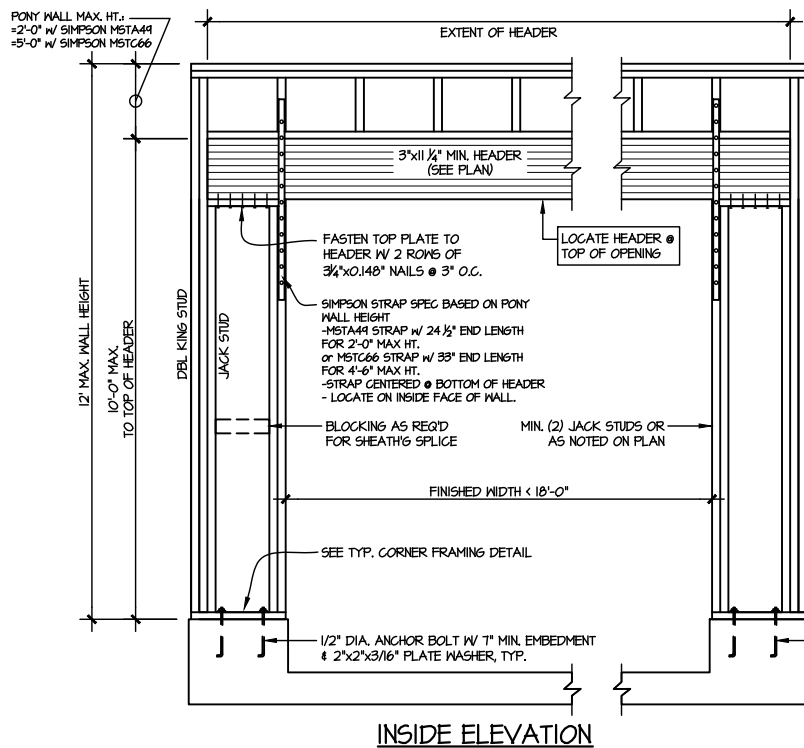 PONY WALL MAX. HT.:
=2'-0" W/ SIMPSON MSTA49
=5'-0" W/ SIMPSON MSTC66
EXTENT OF HEADER
3"x11 1/4" MIN. HEADER
(SEE PLAN)
FASTEN TOP PLATE TO
HEADER W/ 2 ROWS OF
3 1/4"x0.148" NAILS @ 3" O.C.
LOCATE HEADER @
TOP OF OPENING
SIMPSON STRAP SPEC BASED ON PONY
WALL HEIGHT
-MSTA49 STRAP W/ 24 1/2" END LENGTH
FOR 2'-0" MAX HT.
or MSTC66 STRAP W/ 33" END LENGTH
FOR 4'-6" MAX HT.
-STRAP CENTERED @ BOTTOM OF HEADER
- LOCATE ON INSIDE FACE OF WALL.
12' MAX. WALL HEIGHT
10'-0" MAX.
TO TOP OF HEADER
DBL KING STUD
JACK STUD
BLOCKING AS REQ'D
FOR SHEATH'G SPLICE
MIN. (2) JACK STUDS OR
AS NOTED ON PLAN
FINISHED WIDTH < 18'-0"
SEE TYP. CORNER FRAMING DETAIL
1/2" DIA. ANCHOR BOLT W/ 7" MIN. EMBEDMENT
& 2"x2"x3/16" PLATE WASHER, TYP.
INSIDE ELEVATION